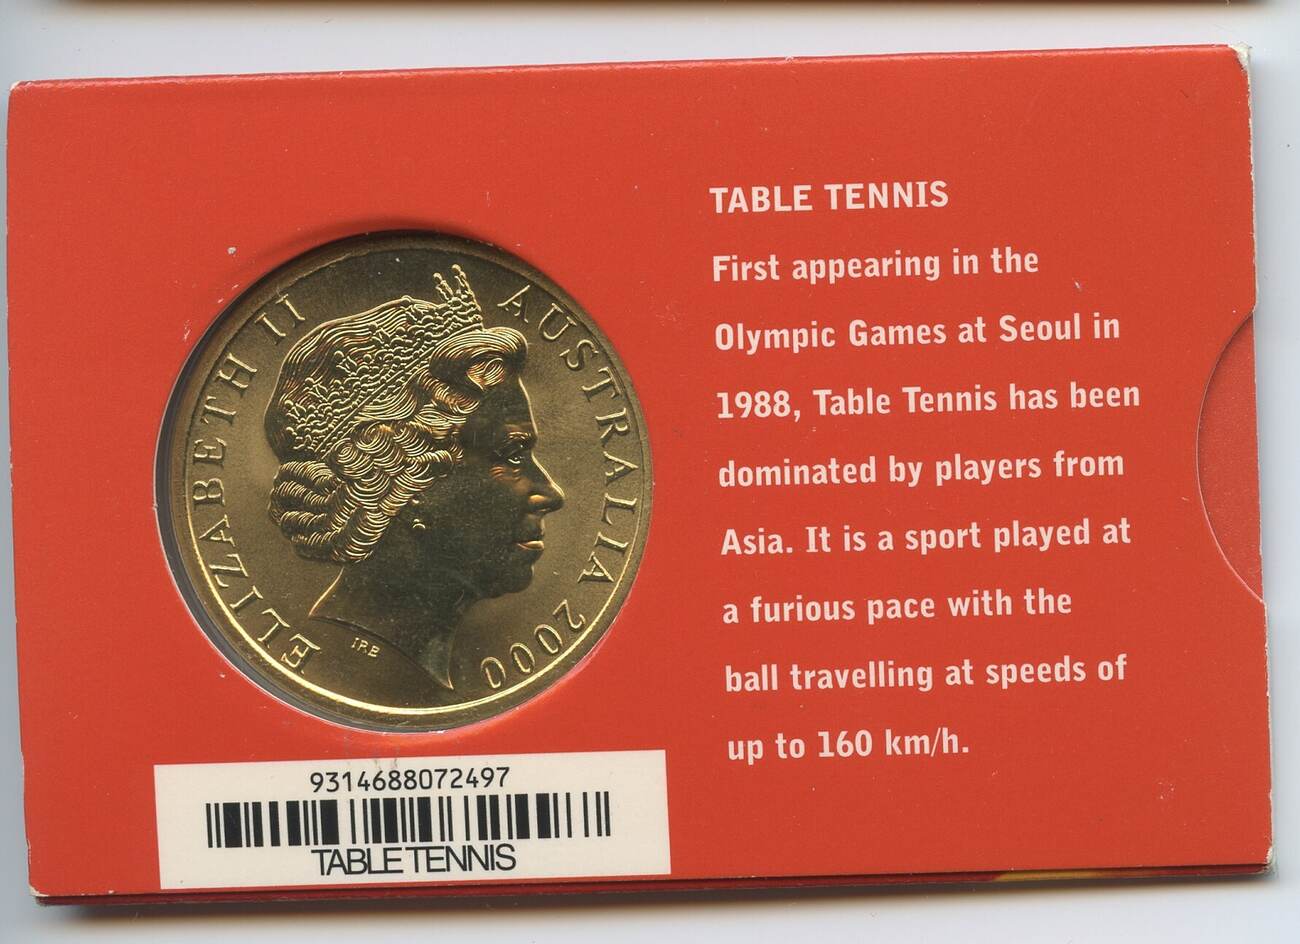 ELIZABETH II AUSTRALIA 2000
IRB
TABLE TENNIS
First appearing in the
Olympic Games at Seoul in
1988, Table Tennis has been
dominated by players from
Asia. It is a sport played at
a furious pace with the
ball travelling at speeds of
up to 160 km/h.
9314688072497
TABLE TENNIS